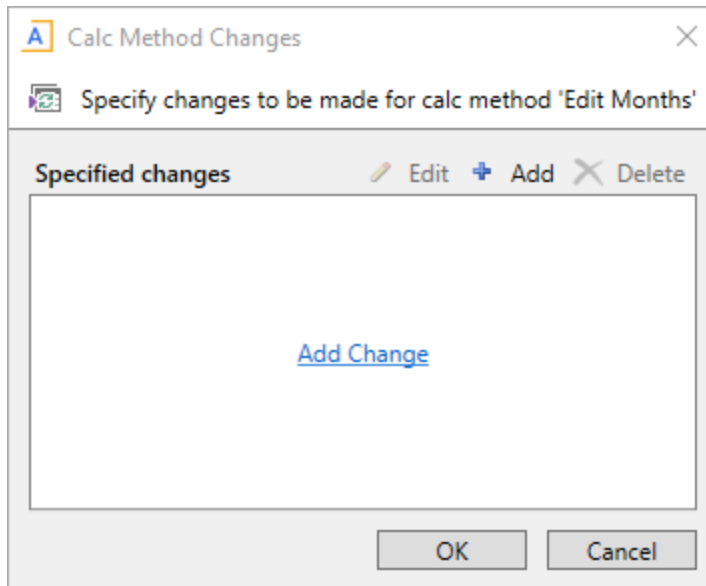 A Calc Method Changes
Specify changes to be made for calc method 'Edit Months'
Specified changes Edit Add Delete
Add Change
OK Cancel